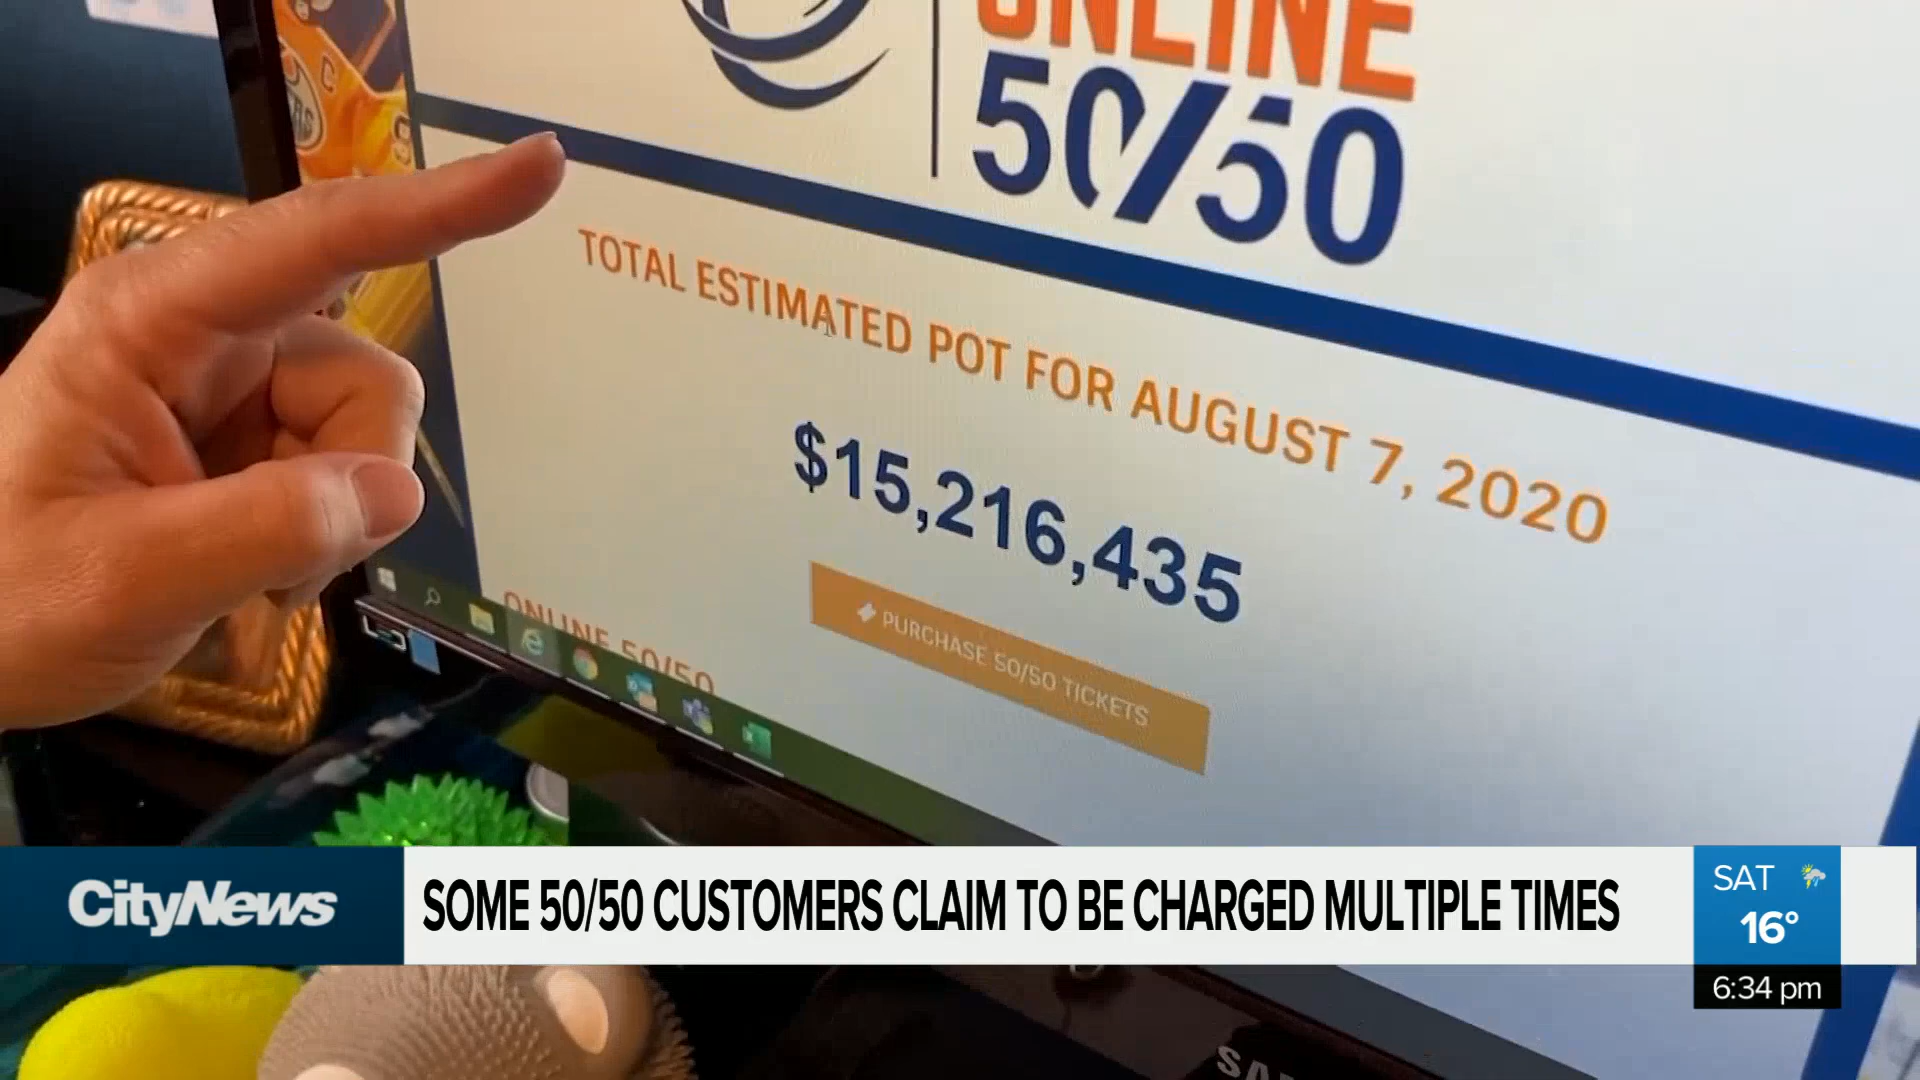 ONLINE
50/50
TOTAL ESTIMATED POT FOR AUGUST 7, 2020
$15,216,435
PURCHASE 50/50 TICKETS
ONLINE 50/50
C
CityNews
SOME 50/50 CUSTOMERS CLAIM TO BE CHARGED MULTIPLE TIMES
SAT
16°
6:34 pm